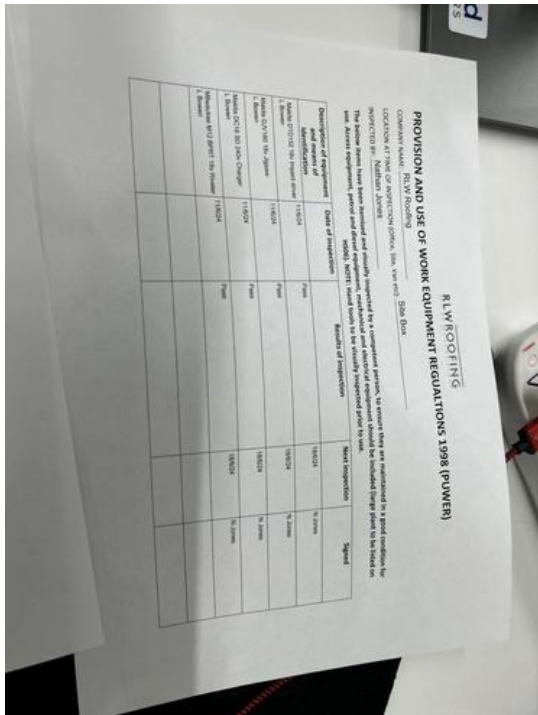 RLWROOFING
PROVISION AND USE OF WORK EQUIPMENT REGUALTIONS 1998 (PUWER)
COMPANY NAME: RLW Roofing
LOCATION AT TIME OF INSPECTION (Office, Site, Van etc): Site Box
INSPECTED BY: Nathan Jones
The below items have been itemised and visually inspected by a competent person, to ensure they are maintained in a good condition for
use. Access equipment, petrol and diesel equipment, mechanical and electrical equipment should be included (large plant to be listed on
HS06). NOTE: Hand tools to be visually inspected prior to use.
Description of equipment and means of identification Date of inspection Results of inspection Next inspection Signed
Makita DTD152 18v Impact driver L Bowen 11/6/24 Pass 18/6/24 N Jones
Makita DJV180 18v Jigsaw L Bowen 11/6/24 Pass 18/6/24 N Jones
Makita DC18 SD 240v Charger L Bowen 11/6/24 Pass 18/6/24 N Jones
Milwaukee M12 18v L Bowen 11/6/24 Pass 18/6/24 N Jones